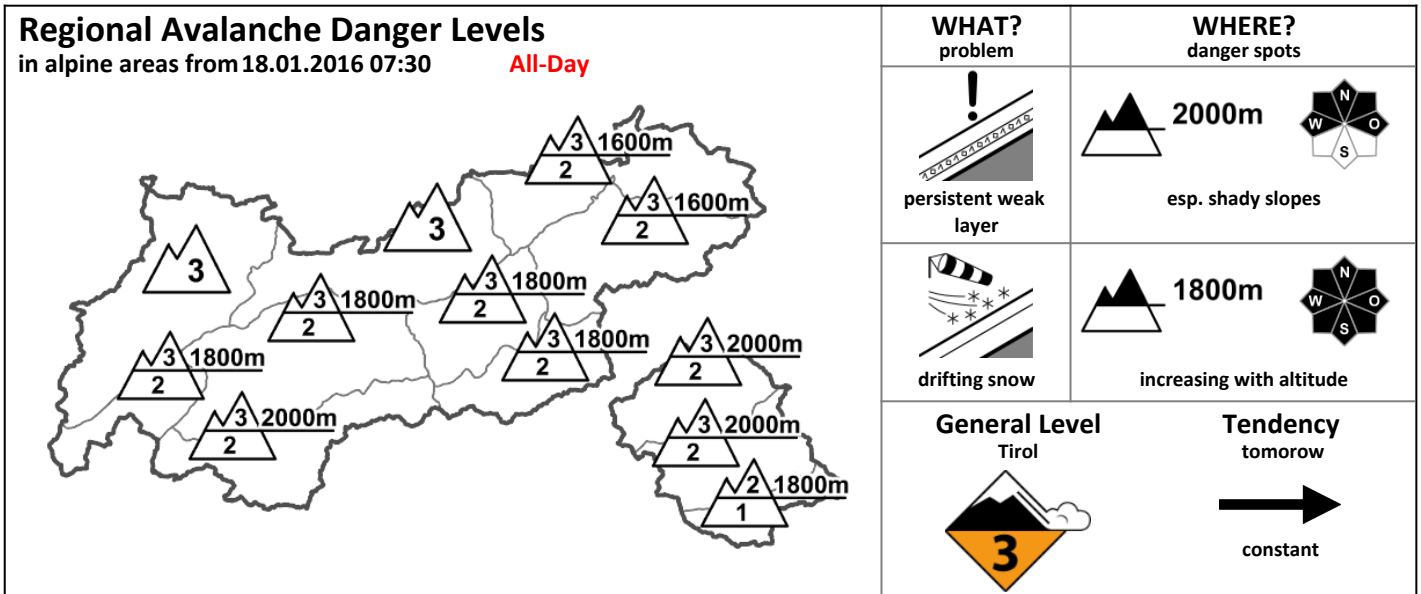 Regional Avalanche Danger Levels
in alpine areas from 18.01.2016 07:30 All-Day
3 1600m
2
3 1600m
2
3
3
3 1800m
2
3 1800m
2
3 1800m
2
3 1800m
2
3 2000m
2
3 2000m
2
3 2000m
2
2 1800m
1
WHAT?
problem
WHERE?
danger spots
!
persistent weak
layer
2000m
N
W O
S
esp. shady slopes
drifting snow
1800m
N
W O
S
increasing with altitude
General Level
Tirol
3
Tendency
tomorow
constant